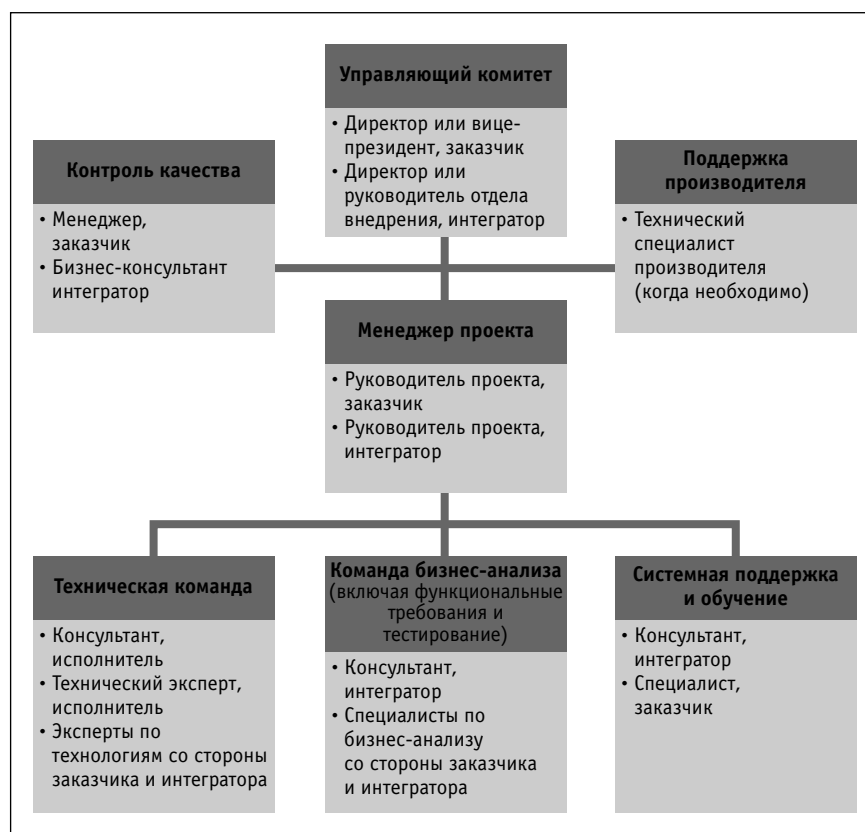 Управляющий комитет
• Директор или вице-
президент, заказчик
• Директор или
руководитель отдела
внедрения, интегратор
Контроль качества
• Менеджер,
заказчик
• Бизнес-консультант
интегратор
Поддержка
производителя
• Технический
специалист
производителя
(когда необходимо)
Менеджер проекта
• Руководитель проекта,
заказчик
• Руководитель проекта,
интегратор
Техническая команда
• Консультант,
исполнитель
• Технический эксперт,
исполнитель
• Эксперты по
технологиям со стороны
заказчика и интегратора
Команда бизнес-анализа
(включая функциональные
требования и
тестирование)
• Консультант,
интегратор
• Специалисты по
бизнес-анализу
со стороны заказчика
и интегратора
Системная поддержка
и обучение
• Консультант,
интегратор
• Специалист,
заказчик